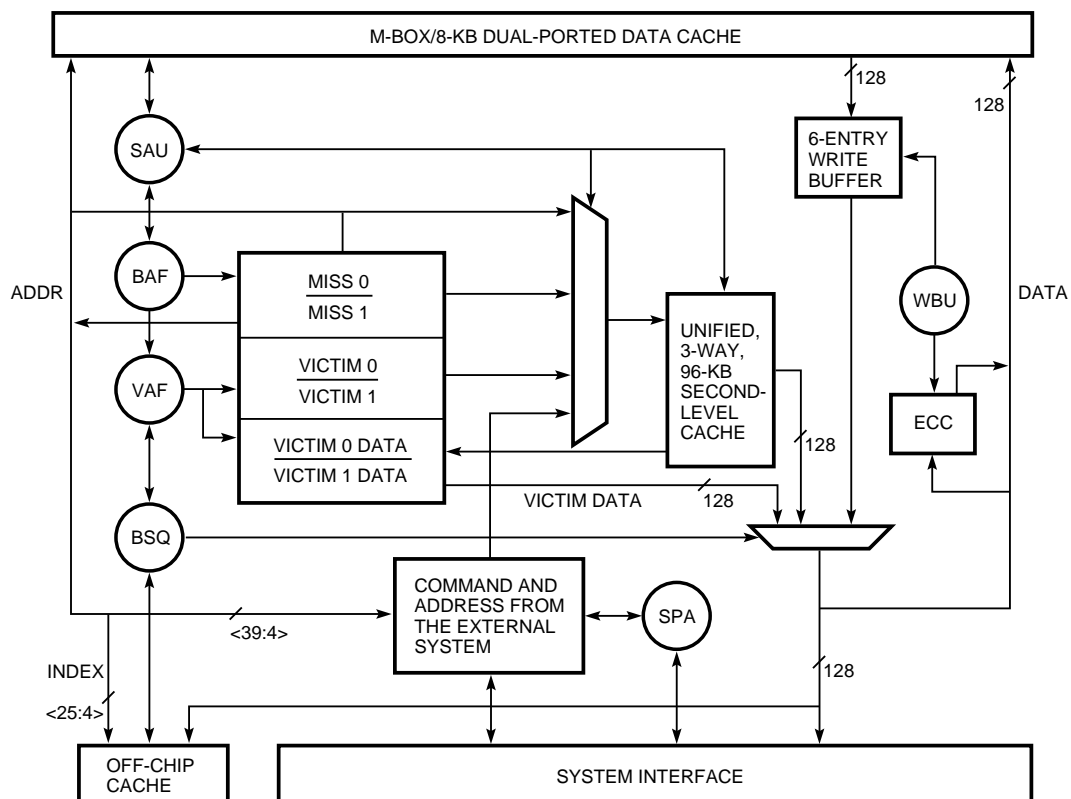 M-BOX/8-KB DUAL-PORTED DATA CACHE
128
128
SAU
6-ENTRY
WRITE
BUFFER
BAF
ADDR
MISS 0
MISS 1
WBU
DATA
UNIFIED,
3-WAY,
96-KB
SECOND-
LEVEL
CACHE
VAF
VICTIM 0
VICTIM 1
ECC
VICTIM 0 DATA
VICTIM 1 DATA
128
VICTIM DATA
128
BSQ
COMMAND AND
ADDRESS FROM
THE EXTERNAL
SYSTEM
SPA
<39:4>
INDEX
128
<25:4>
OFF-CHIP
CACHE
SYSTEM INTERFACE